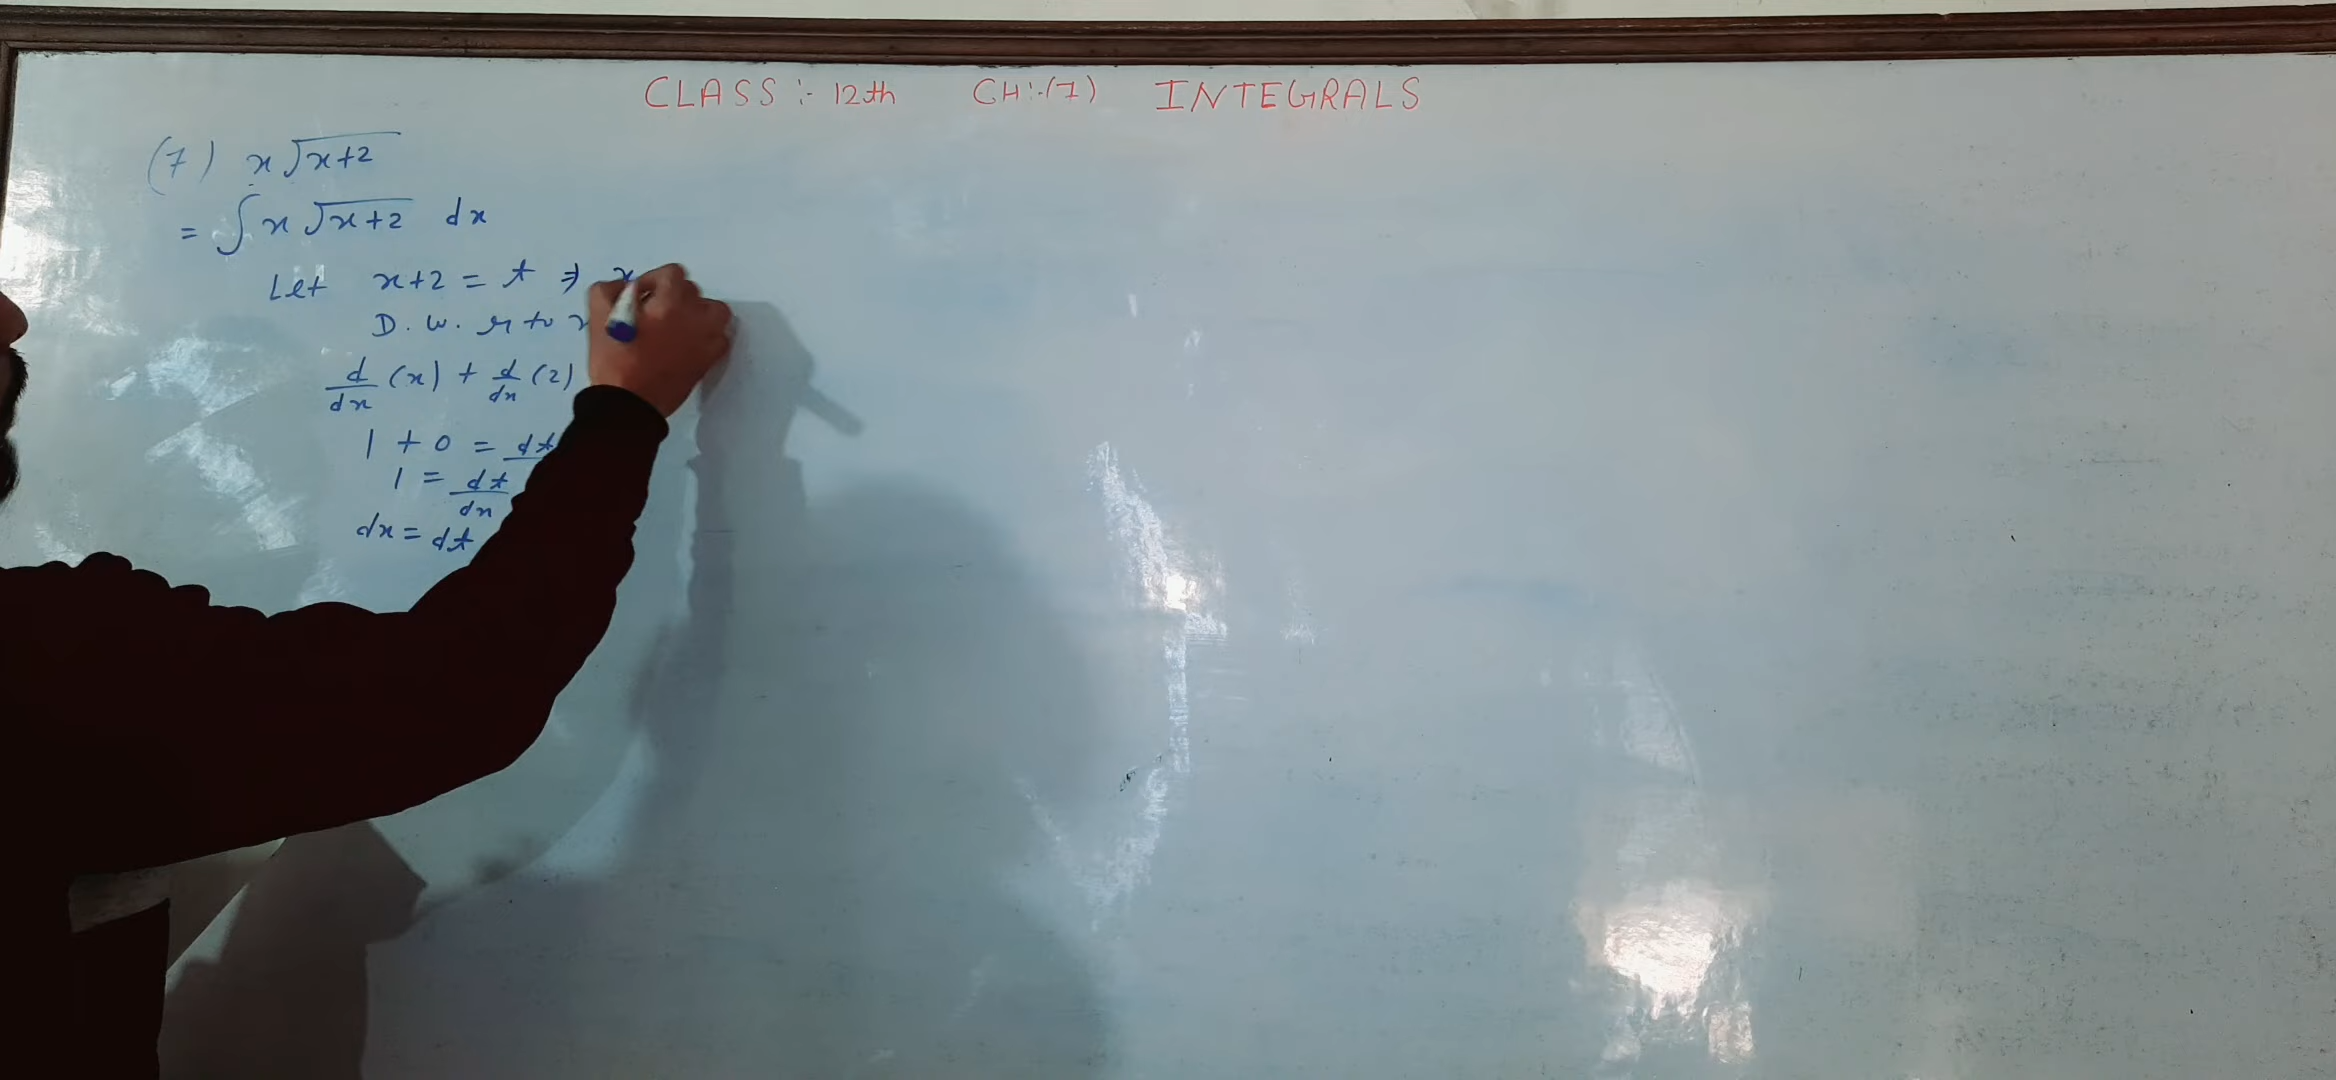 CLASS :- 12th CH:-(7) INTEGRALS
(7) x√x+2
= ∫ x √x+2 dx
Let x+2 = t ⇒ x
D. w. r to x
d/dx (x) + d/dx (2)
1 + 0 = dt
1 = dt/dx
dx = dt